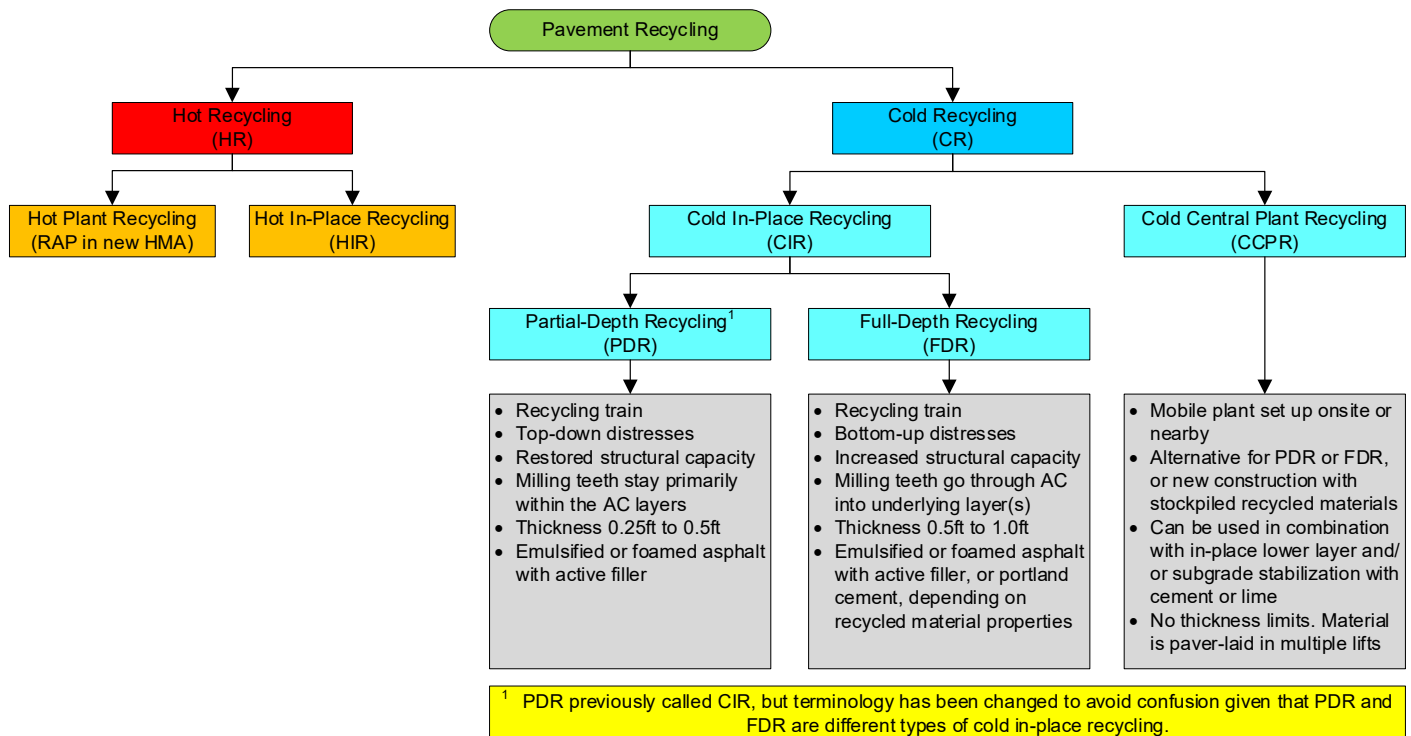 Pavement Recycling
Hot Recycling
(HR)
Cold Recycling
(CR)
Hot Plant Recycling
(RAP in new HMA)
Hot In-Place Recycling
(HIR)
Cold In-Place Recycling
(CIR)
Cold Central Plant Recycling
(CCPR)
Partial-Depth Recycling¹
(PDR)
Full-Depth Recycling
(FDR)
• Recycling train
• Top-down distresses
• Restored structural capacity
• Milling teeth stay primarily
within the AC layers
• Thickness 0.25ft to 0.5ft
• Emulsified or foamed asphalt
with active filler
• Recycling train
• Bottom-up distresses
• Increased structural capacity
• Milling teeth go through AC
into underlying layer(s)
• Thickness 0.5ft to 1.0ft
• Emulsified or foamed asphalt
with active filler, or portland
cement, depending on
recycled material properties
• Mobile plant set up onsite or
nearby
• Alternative for PDR or FDR,
or new construction with
stockpiled recycled materials
• Can be used in combination
with in-place lower layer and/
or subgrade stabilization with
cement or lime
• No thickness limits. Material
is paver-laid in multiple lifts
¹ PDR previously called CIR, but terminology has been changed to avoid confusion given that PDR and
FDR are different types of cold in-place recycling.